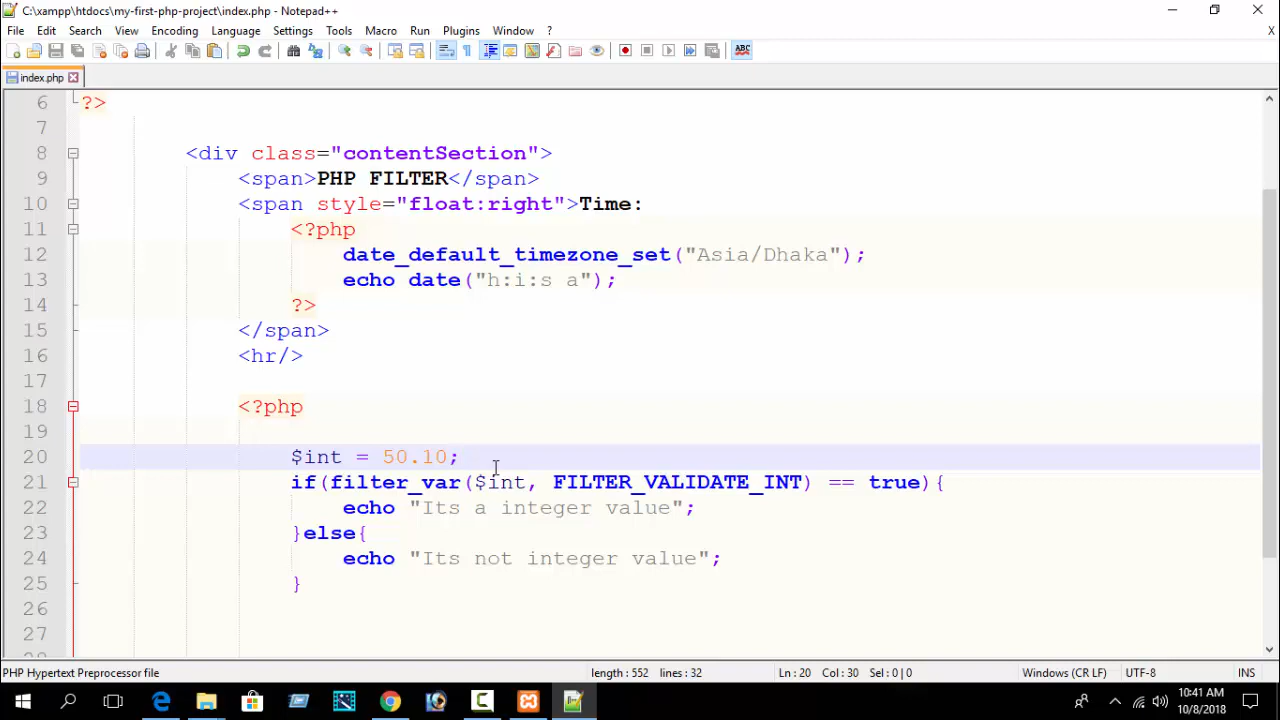 C:\xampp\htdocs\my-first-php-project\index.php - Notepad++
File Edit Search View Encoding Language Settings Tools Macro Run Plugins Window ?
X
ABC
index.php
6 ?>
7
8 <div class="contentSection">
9 <span>PHP FILTER</span>
10 <span style="float:right">Time:
11 <?php
12 date_default_timezone_set("Asia/Dhaka");
13 echo date("h:i:s a");
14 ?>
15 </span>
16 <hr/>
17
18 <?php
19
20 $int = 50.10;
21 if(filter_var($int, FILTER_VALIDATE_INT) == true){
22 echo "Its a integer value";
23 }else{
24 echo "Its not integer value";
25 }
26
27
28
PHP Hypertext Preprocessor file length : 552 lines : 32 Ln : 20 Col : 30 Sel : 0 | 0 Windows (CR LF) UTF-8 INS
10:41 AM
10/8/2018